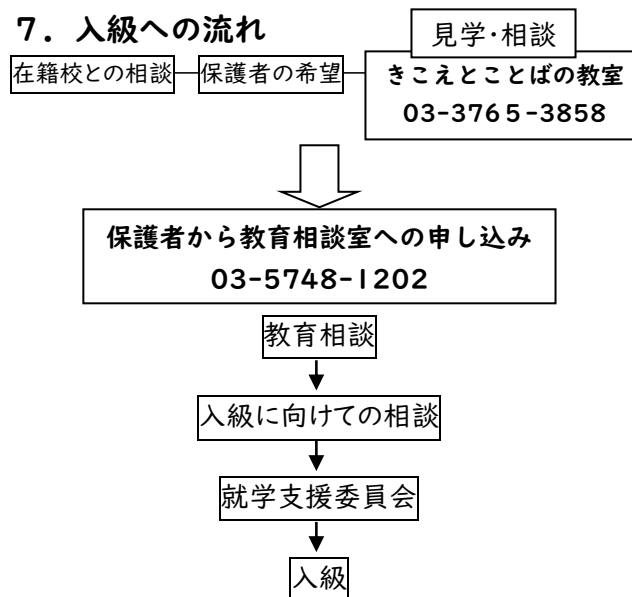 ７．入級への流れ
見学・相談
在籍校との相談
保護者の希望
きこえとことばの教室
03-3765-3858
保護者から教育相談室への申し込み
03-5748-1202
教育相談
入級に向けての相談
就学支援委員会
入級